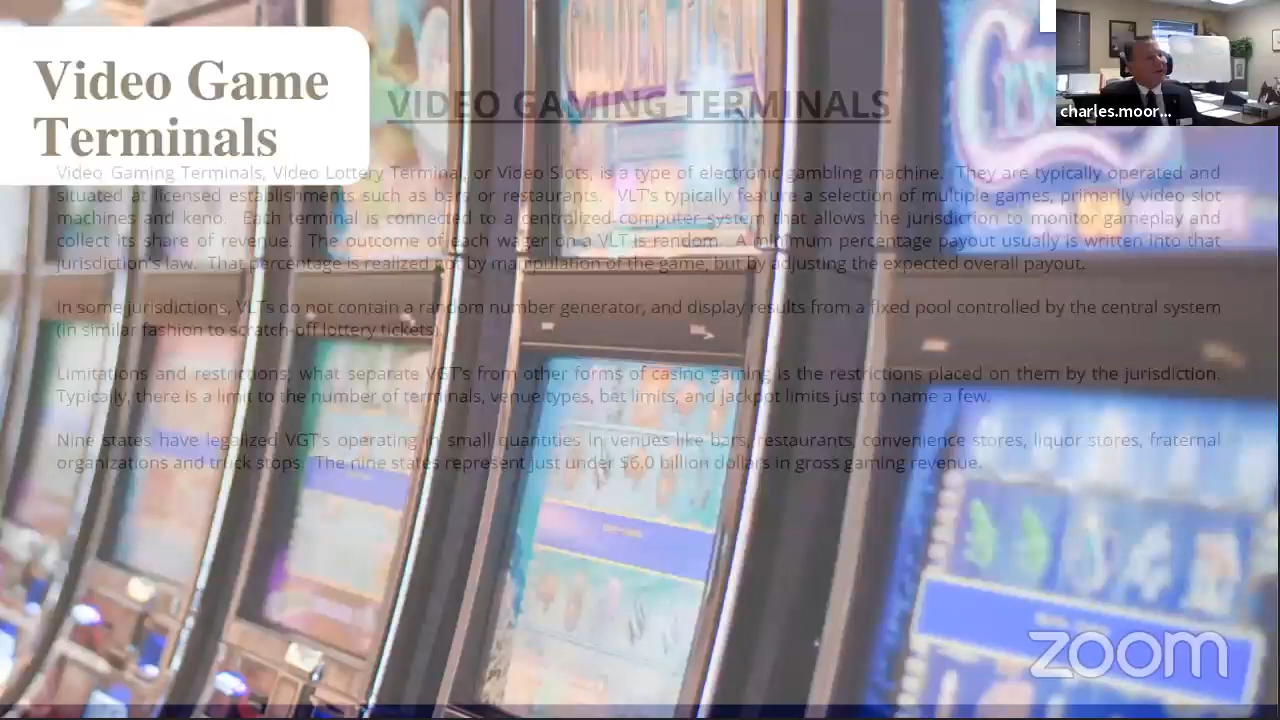 Video Game
Terminals
VIDEO GAMING TERMINALS
charles.moor...
Video Gaming Terminals, Video Lottery Terminal, or Video Slots, is a type of electronic gambling machine. They are typically operated and
situated at licensed establishments such as bars or restaurants. VLT's typically feature a selection of multiple games, primarily video slot
machines and keno. Each terminal is connected to a centralized computer system that allows the jurisdiction to monitor gameplay and
collect its share of revenue. The outcome of each wager on a VLT is random. A minimum percentage payout usually is written into that
jurisdiction's law. That percentage is realized not by manipulation of the game, but by adjusting the expected overall payout.
In some jurisdictions, VLTs do not contain a random number generator, and display results from a fixed pool controlled by the central system
(in similar fashion to scratch-off lottery tickets)
Limitations and restrictions; what separate VGT's from other forms of casino gaming is the restrictions placed on them by the jurisdiction.
Typically, there is a limit to the number of terminals, venue types, bet limits, and jackpot limits just to name a few.
Nine states have legalized VGT's operating in small quantities in venues like bars, restaurants, convenience stores, liquor stores, fraternal
organizations and truck stops. The nine states represent just under $6.0 billion dollars in gross gaming revenue.
zoom